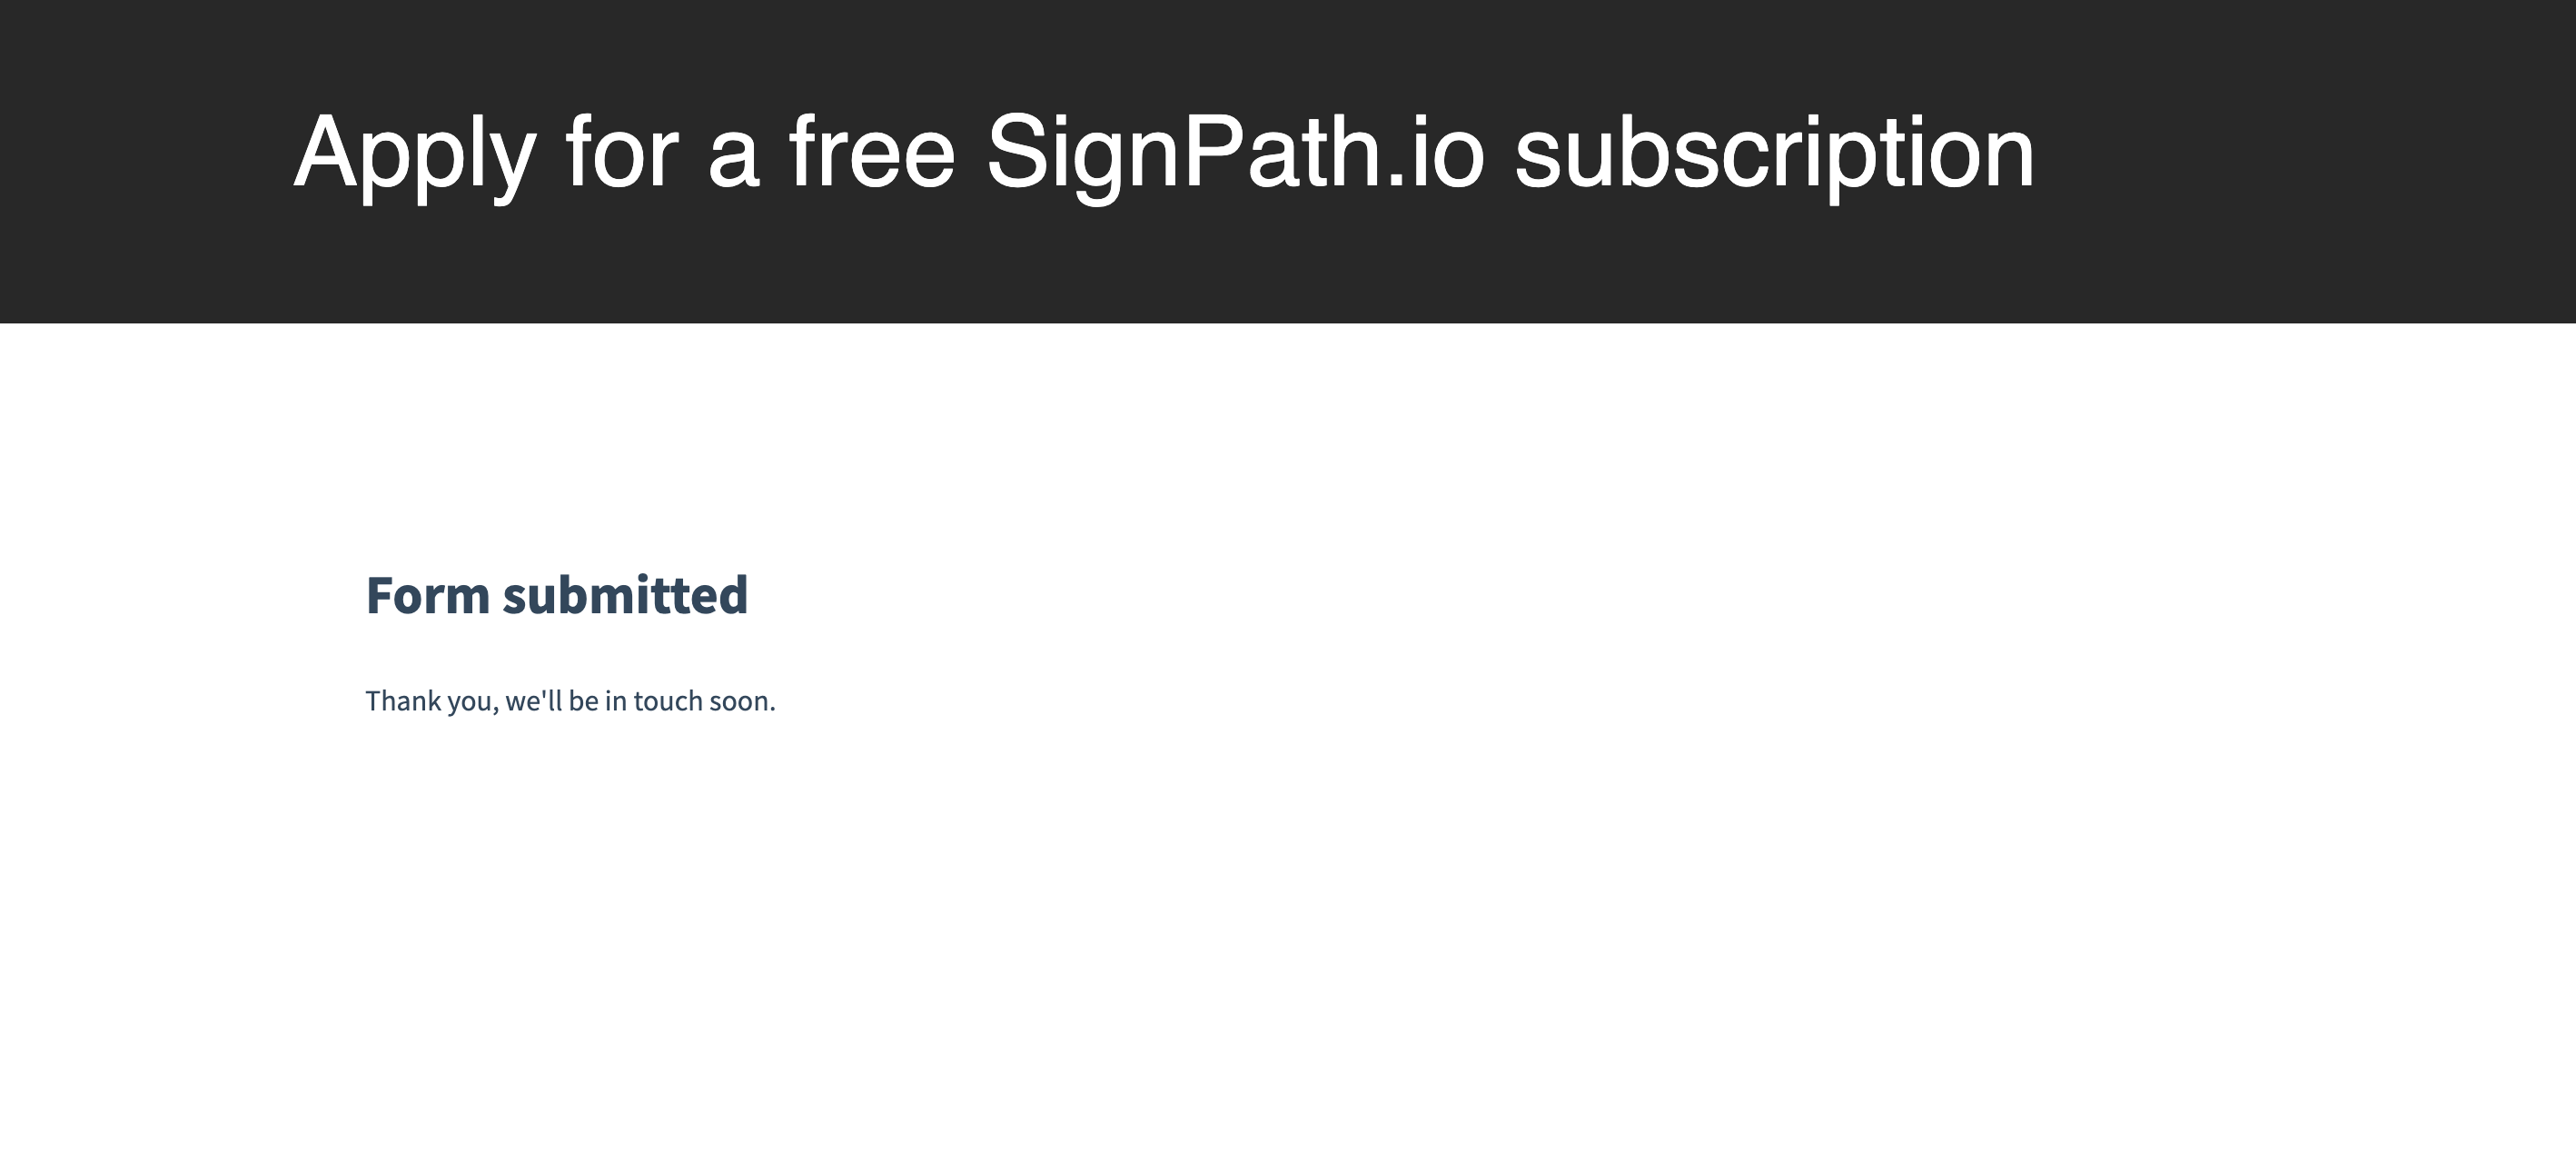 Apply for a free SignPath.io subscription
Form submitted
Thank you, we'll be in touch soon.